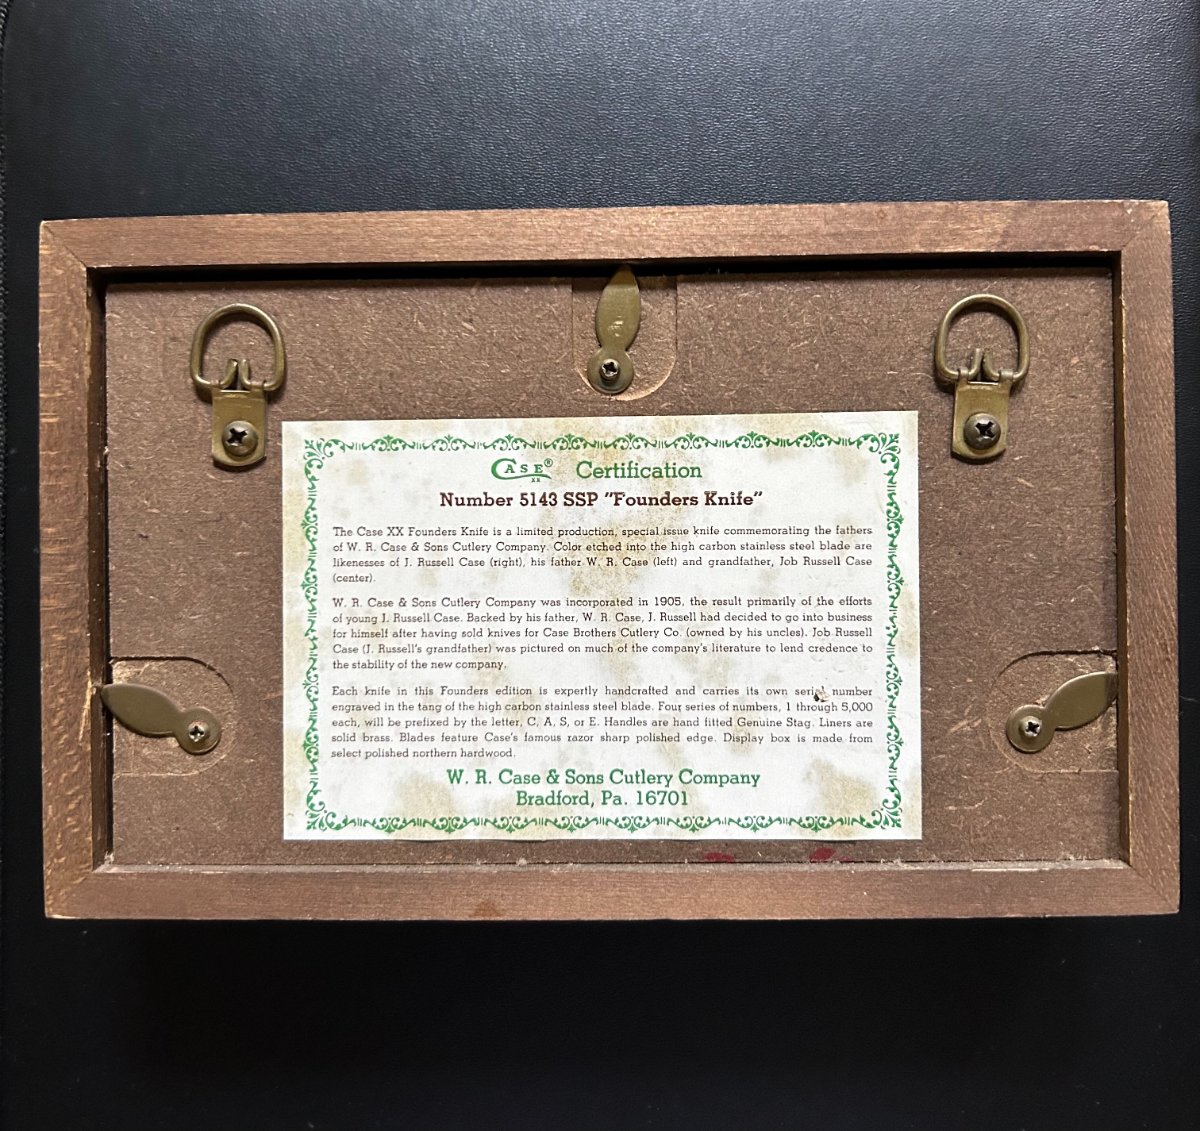 CASE® XX Certification
Number 5143 SSP "Founders Knife"
The Case XX Founders Knife is a limited production, special issue knife commemorating the fathers
of W. R. Case & Sons Cutlery Company. Color etched into the high carbon stainless steel blade are
likenesses of J. Russell Case (right), his father W. R. Case (left) and grandfather, Job Russell Case
(center).
W. R. Case & Sons Cutlery Company was incorporated in 1905, the result primarily of the efforts
of young J. Russell Case. Backed by his father, W. R. Case, J. Russell had decided to go into business
for himself after having sold knives for Case Brothers Cutlery Co. (owned by his uncles). Job Russell
Case (J. Russell's grandfather) was pictured on much of the company's literature to lend credence to
the stability of the new company.
Each knife in this Founders edition is expertly handcrafted and carries its own serial number
engraved in the tang of the high carbon stainless steel blade. Four series of numbers, 1 through 5,000
each, will be prefixed by the letter, C, A, S, or E. Handles are hand fitted Genuine Stag. Liners are
solid brass. Blades feature Case's famous razor sharp polished edge. Display box is made from
select polished northern hardwood.
W. R. Case & Sons Cutlery Company
Bradford, Pa. 16701